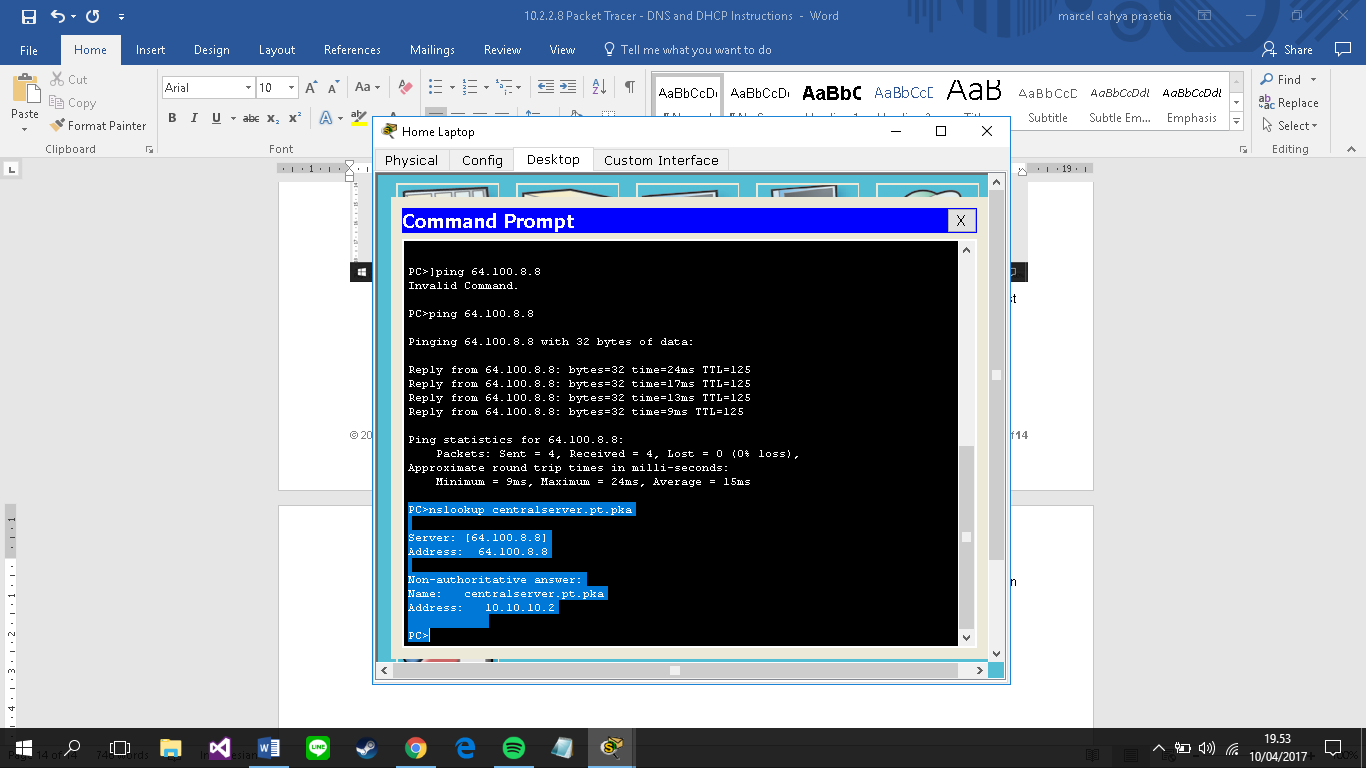 10.2.2.8 Packet Tracer - DNS and DHCP Instructions - Word
marcel cahya prasetia
File Home Insert Design Layout References Mailings Review View Tell me what you want to do Share
Paste
Cut
Copy
Format Painter
Clipboard
Arial 10
Font
AaBbCcDc AaBbCcDc AaBbC AaBbCcD AaB AaBbCcD AaBbCcDdl AaBbCcDdl
Subtitle Subtle Em... Emphasis
Find
Replace
Select
Editing
Home Laptop
Physical Config Desktop Custom Interface
Command Prompt X
PC>]ping 64.100.8.8
Invalid Command.
PC>ping 64.100.8.8
Pinging 64.100.8.8 with 32 bytes of data:
Reply from 64.100.8.8: bytes=32 time=24ms TTL=125
Reply from 64.100.8.8: bytes=32 time=17ms TTL=125
Reply from 64.100.8.8: bytes=32 time=13ms TTL=125
Reply from 64.100.8.8: bytes=32 time=9ms TTL=125
Ping statistics for 64.100.8.8:
Packets: Sent = 4, Received = 4, Lost = 0 (0% loss),
Approximate round trip times in milli-seconds:
Minimum = 9ms, Maximum = 24ms, Average = 15ms
PC>nslookup centralserver.pt.pka
Server: [64.100.8.8]
Address: 64.100.8.8
Non-authoritative answer:
Name: centralserver.pt.pka
Address: 10.10.10.2
PC>
19.53
10/04/2017